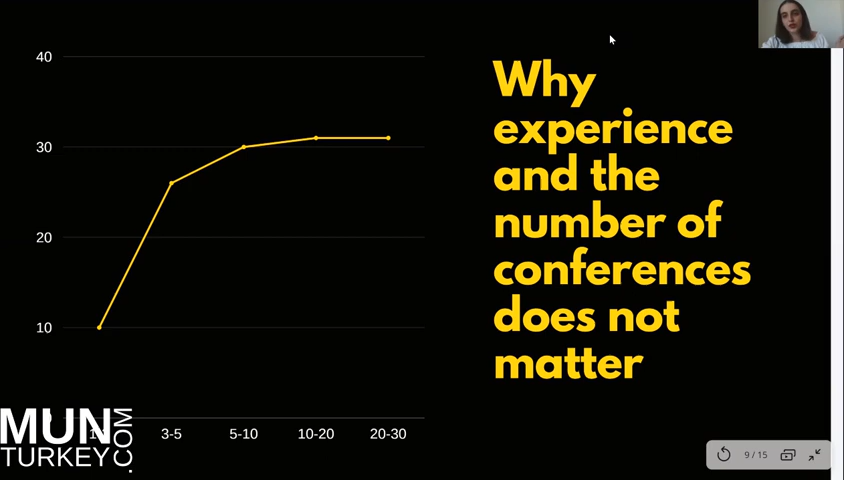 40
30
20
10
3-5
5-10
10-20
20-30
Why
experience
and the
number of
conferences
does not
matter
MUN
TURKEY
.COM
9 / 15